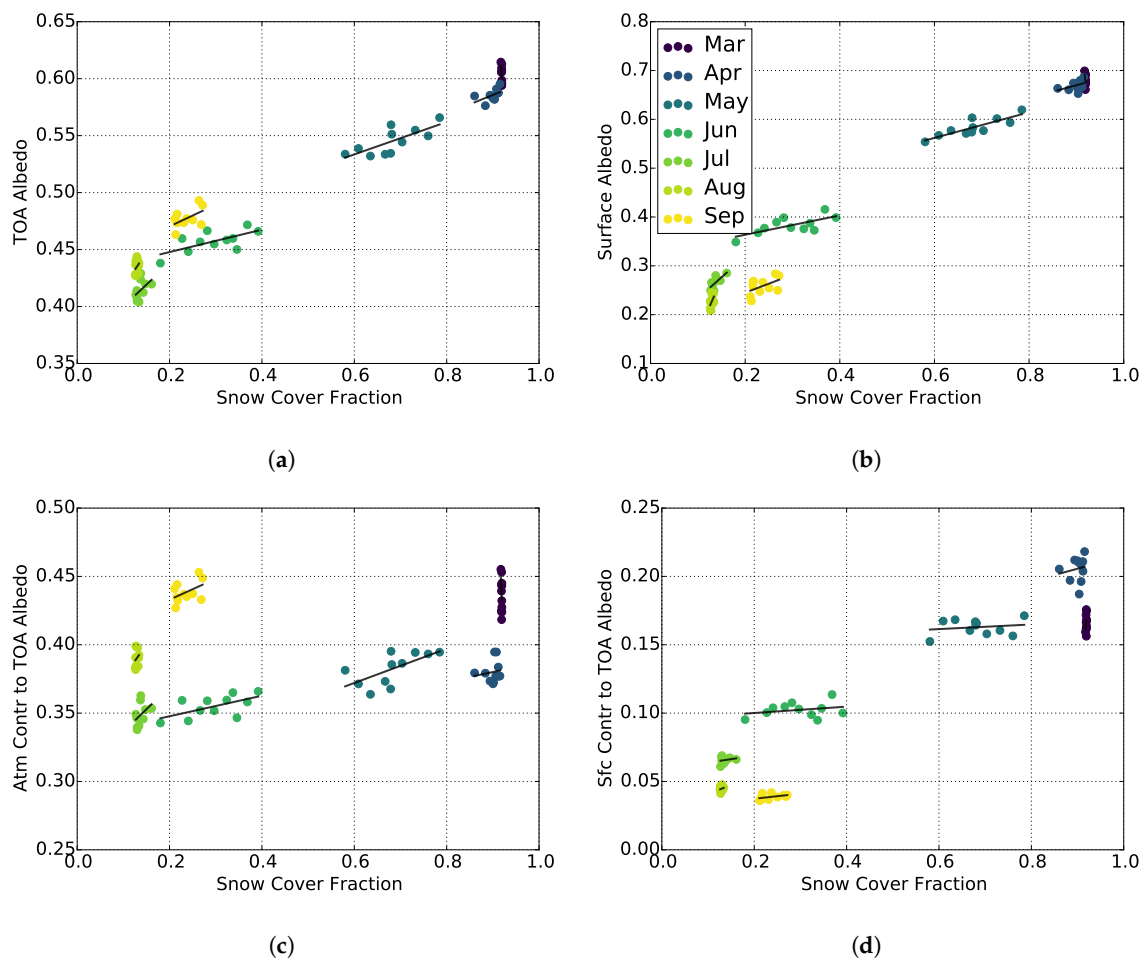 0.65
0.60
0.55
0.50
0.45
0.40
0.35
TOA Albedo
0.0 0.2 0.4 0.6 0.8 1.0
Snow Cover Fraction
(a)
0.8
0.7
0.6
0.5
0.4
0.3
0.2
0.1
Surface Albedo
Mar
Apr
May
Jun
Jul
Aug
Sep
0.0 0.2 0.4 0.6 0.8 1.0
Snow Cover Fraction
(b)
0.50
0.45
0.40
0.35
0.30
0.25
Atm Contr to TOA Albedo
0.0 0.2 0.4 0.6 0.8 1.0
Snow Cover Fraction
(c)
0.25
0.20
0.15
0.10
0.05
0.00
Sfc Contr to TOA Albedo
0.0 0.2 0.4 0.6 0.8 1.0
Snow Cover Fraction
(d)